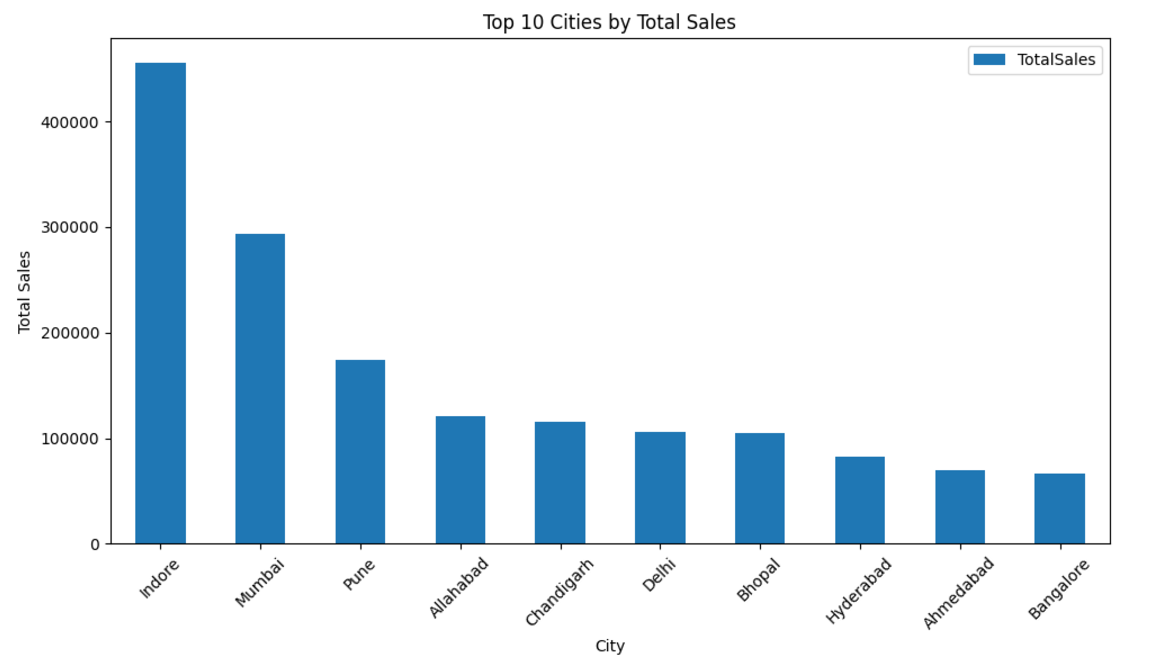 Top 10 Cities by Total Sales
TotalSales
Total Sales
400000
300000
200000
100000
0
Indore
Mumbai
Pune
Allahabad
Chandigarh
Delhi
Bhopal
Hyderabad
Ahmedabad
Bangalore
City